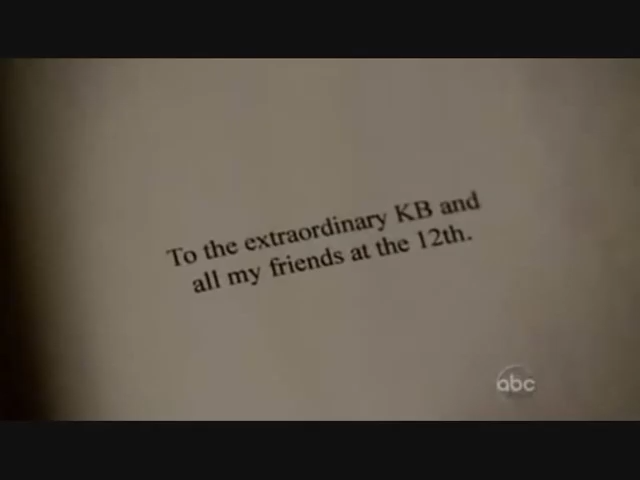 To the extraordinary KB and
all my friends at the 12th.
abc